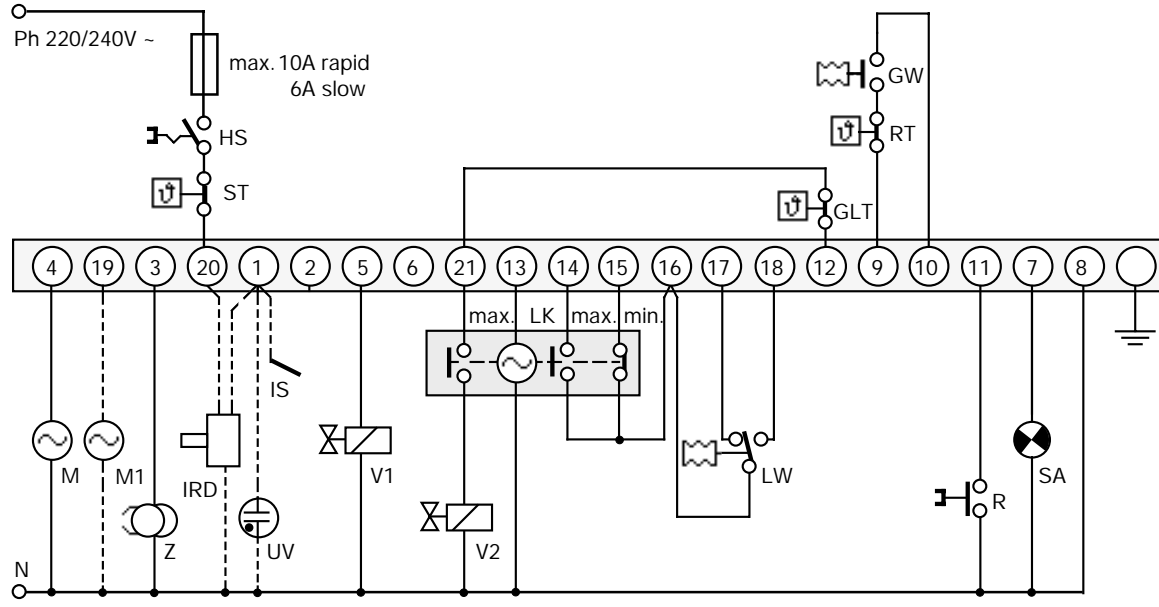 Ph 220/240V ~
max. 10A rapid
6A slow
HS
ST
GW
RT
GLT
ϑ
ϑ
ϑ
4 19 3 20 1 2 5 6 21 13 14 15 16 17 18 12 9 10 11 7 8
max. LK max. min.
IS
M
M1
IRD
Z
UV
V1
V2
LW
R
SA
N